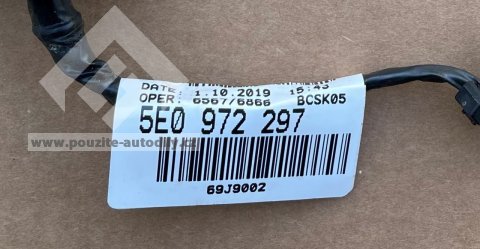 DATE: 1.10.2019 15:43
OPER: 6567/6866 BCSK05
5E0 972 297
www.pouzite-autodily.cz
69J9002